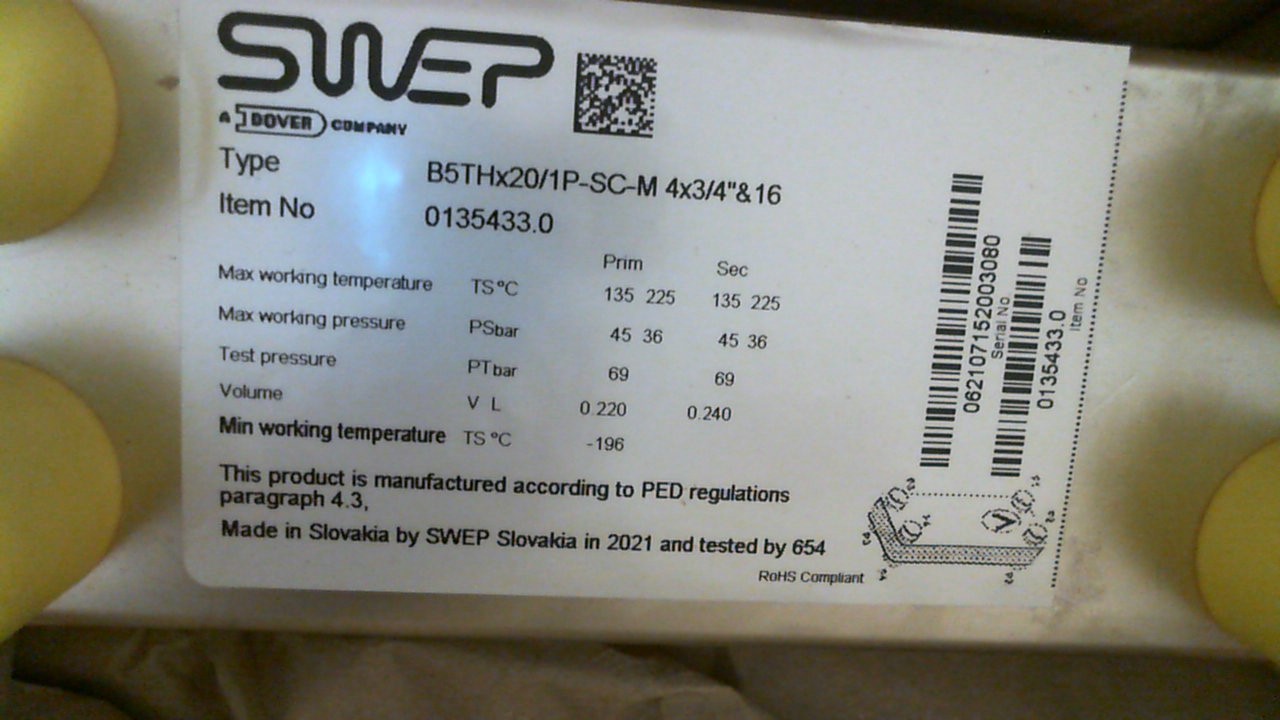 SWEP
A DOVER COMPANY
Type B5THx20/1P-SC-M 4x3/4"&16
Item No 0135433.0
Prim Sec
Max working temperature TS°C 135 225 135 225
Max working pressure PSbar 45 36 45 36
Test pressure PTbar 69 69
Volume V L 0.220 0.240
Min working temperature TS°C -196
This product is manufactured according to PED regulations
paragraph 4.3,
Made in Slovakia by SWEP Slovakia in 2021 and tested by 654
RoHS Compliant
062107152003080
Serial No
0135433.0
Item No